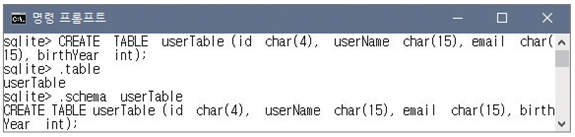 명령 프롬프트
sqlite> CREATE  TABLE  userTable (id  char(4),  userName  char(15), email  char(
15), birthYear  int);
sqlite> .table
userTable
sqlite> .schema  userTable
CREATE TABLE userTable (id  char(4),  userName  char(15), email  char(15), birth
Year  int);